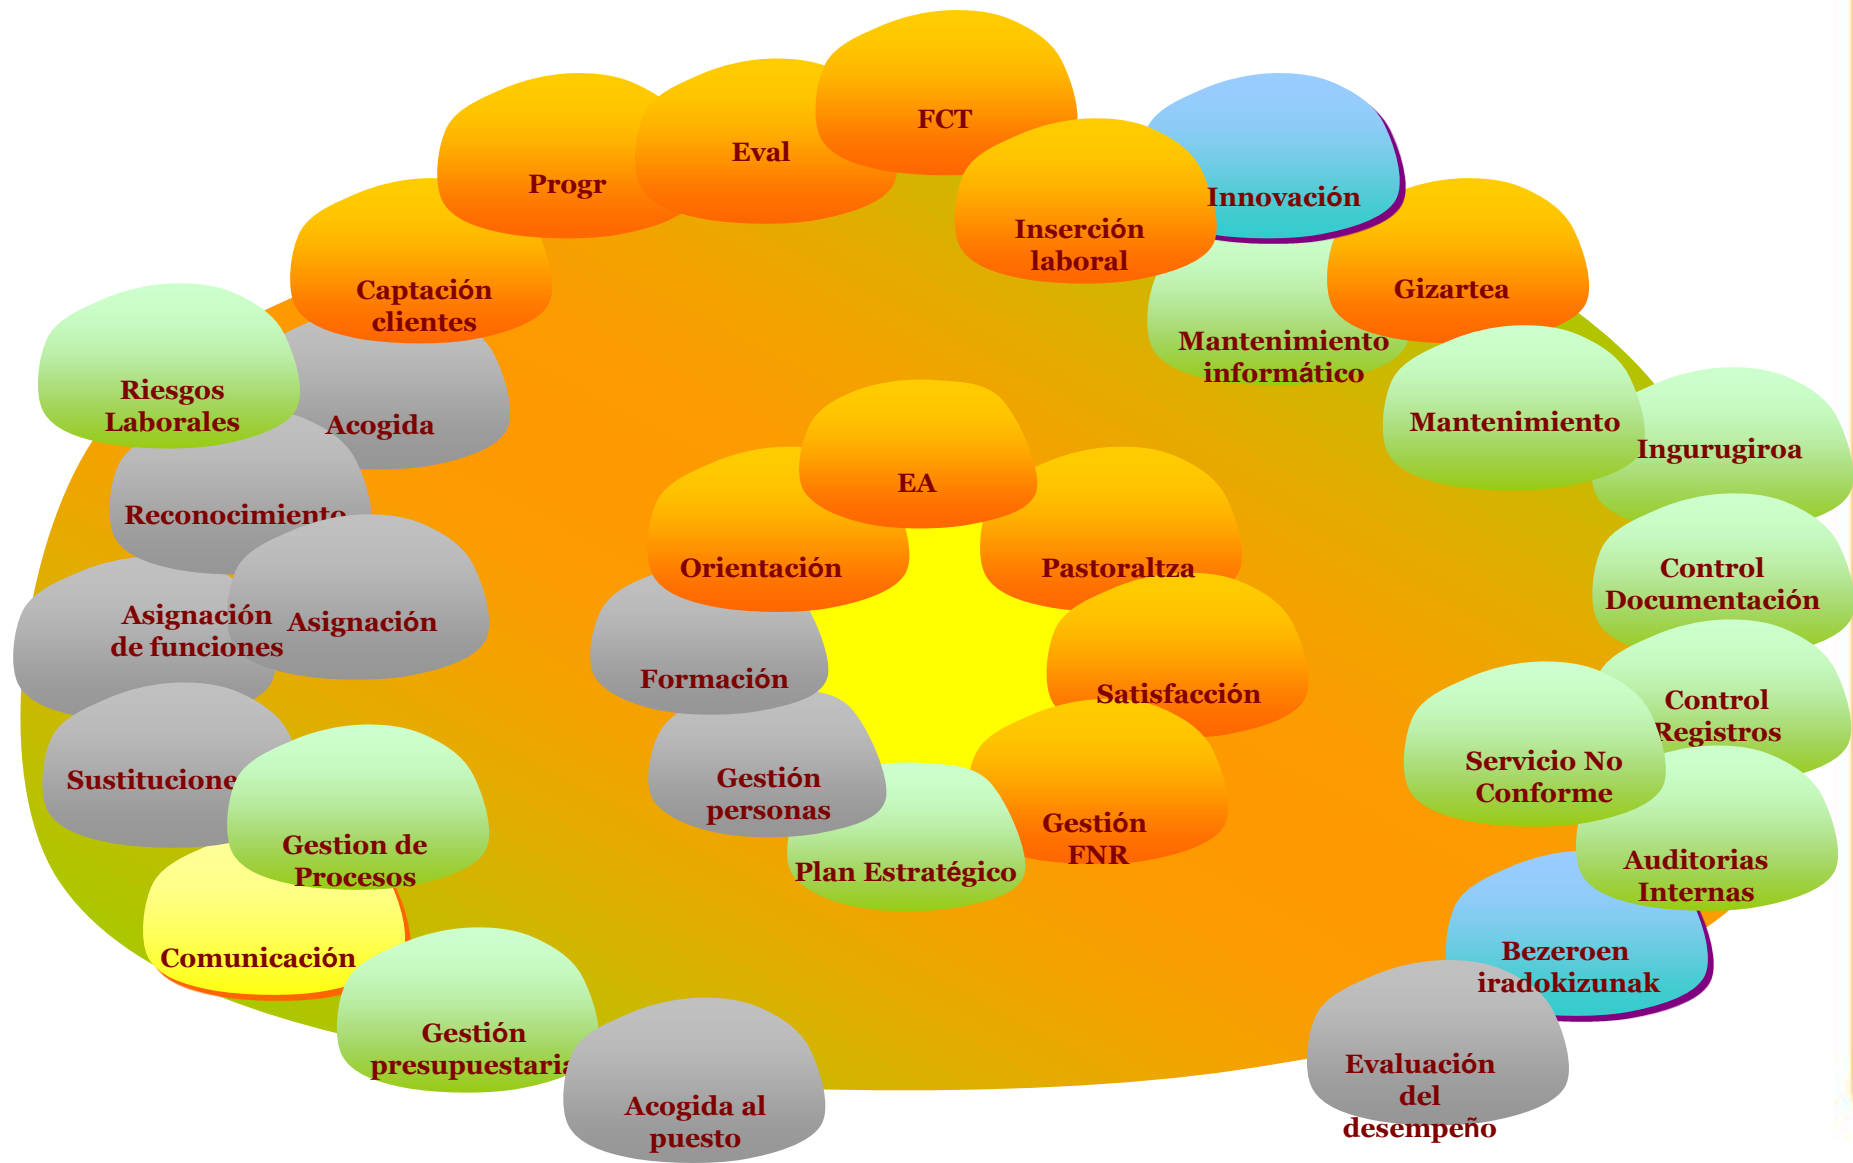 FCT
Eval
Progr
Innovación
Inserción
laboral
Gizartea
Captación
clientes
Mantenimiento
informático
Riesgos
Laborales
Acogida
Mantenimiento
Ingurugiroa
EA
Reconocimiento
Orientación
Pastoraltza
Control
Documentación
Asignación
de funciones
Asignación
Formación
Satisfacción
Control
Registros
Sustitucione
Gestión
personas
Servicio No
Conforme
Gestión
FNR
Gestion de
Procesos
Plan Estratégico
Auditorias
Internas
Comunicación
Bezeroen
iradokizunak
Gestión
presupuestaria
Evaluación
del
desempeño
Acogida al
puesto